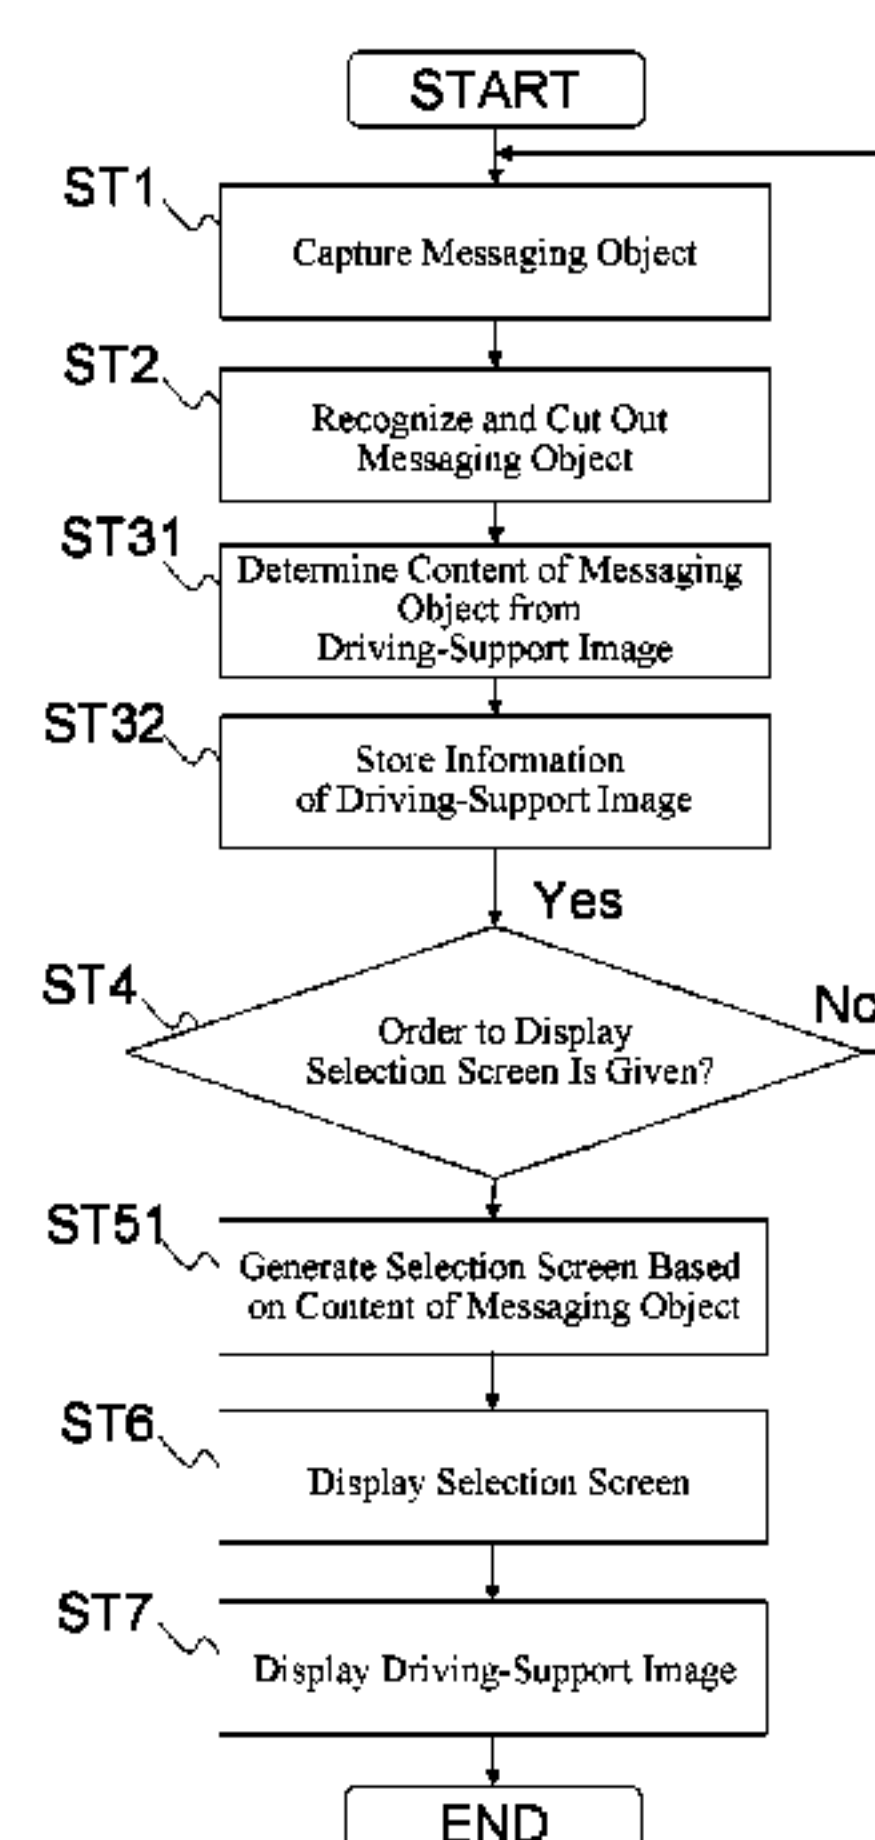 START
ST1
Capture Messaging Object
ST2
Recognize and Cut Out
Messaging Object
ST31
Determine Content of Messaging
Object from
Driving-Support Image
ST32
Store Information
of Driving-Support Image
Yes
ST4
No
Order to Display
Selection Screen Is Given?
ST51
Generate Selection Screen Based
on Content of Messaging Object
ST6
Display Selection Screen
ST7
Display Driving-Support Image
END